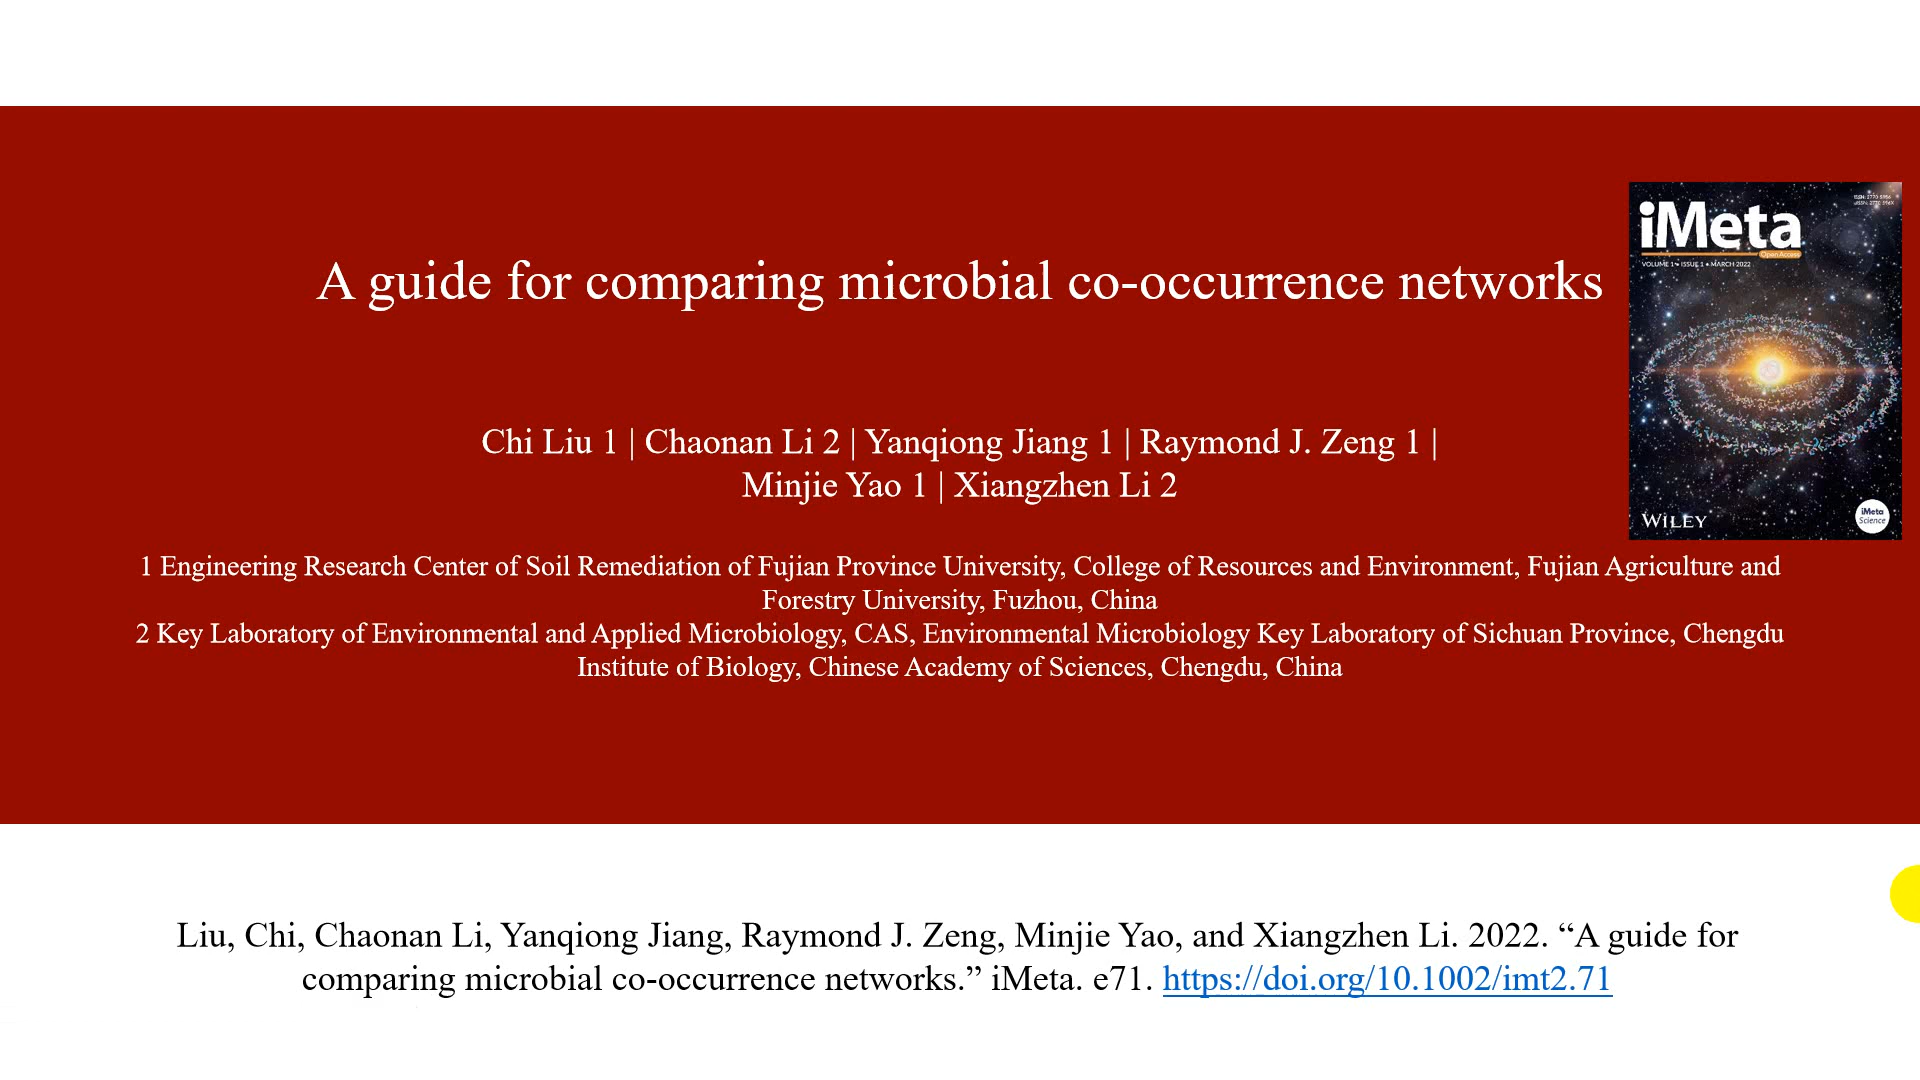 A guide for comparing microbial co-occurrence networks
Chi Liu 1 | Chaonan Li 2 | Yanqiong Jiang 1 | Raymond J. Zeng 1 |
Minjie Yao 1 | Xiangzhen Li 2
1 Engineering Research Center of Soil Remediation of Fujian Province University, College of Resources and Environment, Fujian Agriculture and
Forestry University, Fuzhou, China
2 Key Laboratory of Environmental and Applied Microbiology, CAS, Environmental Microbiology Key Laboratory of Sichuan Province, Chengdu
Institute of Biology, Chinese Academy of Sciences, Chengdu, China
iMeta
Open Access
VOLUME 1 • ISSUE 1 • MARCH 2022
WILEY
iMeta
Science
Liu, Chi, Chaonan Li, Yanqiong Jiang, Raymond J. Zeng, Minjie Yao, and Xiangzhen Li. 2022. “A guide for
comparing microbial co-occurrence networks.” iMeta. e71. https://doi.org/10.1002/imt2.71